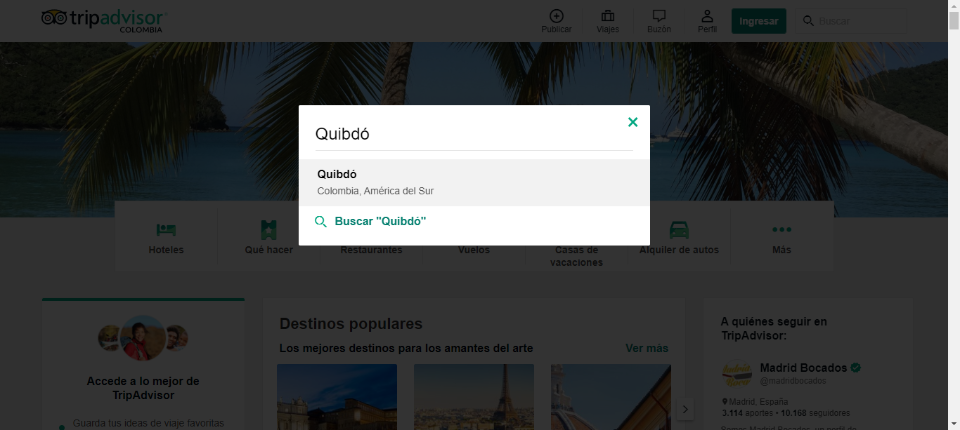 tripadvisor
COLOMBIA
Publicar
Viajes
Buzón
Perfil
Ingresar
Buscar
Quibdó
Quibdó
Colombia, América del Sur
Buscar "Quibdó"
Hoteles
Qué hacer
Restaurantes
Vuelos
Casas de
vacaciones
Alquiler de autos
Más
Accede a lo mejor de
TripAdvisor
Guarda tus ideas de viaje favoritas
Destinos populares
Los mejores destinos para los amantes del arte
Ver más
A quiénes seguir en
TripAdvisor:
Madrid Bocados
@madridbocados
Madrid, España
3.114 aportes • 10.168 seguidores